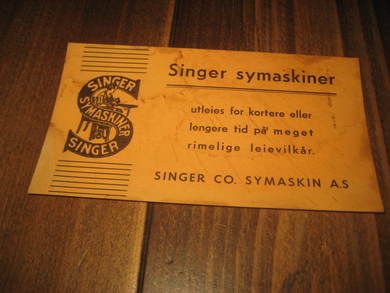 SINGER
SYMASKINER
SINGER
Singer symaskiner
utleies for kortere eller
lengere tid på meget
rimelige leievilkår.
SINGER CO. SYMASKIN A.S